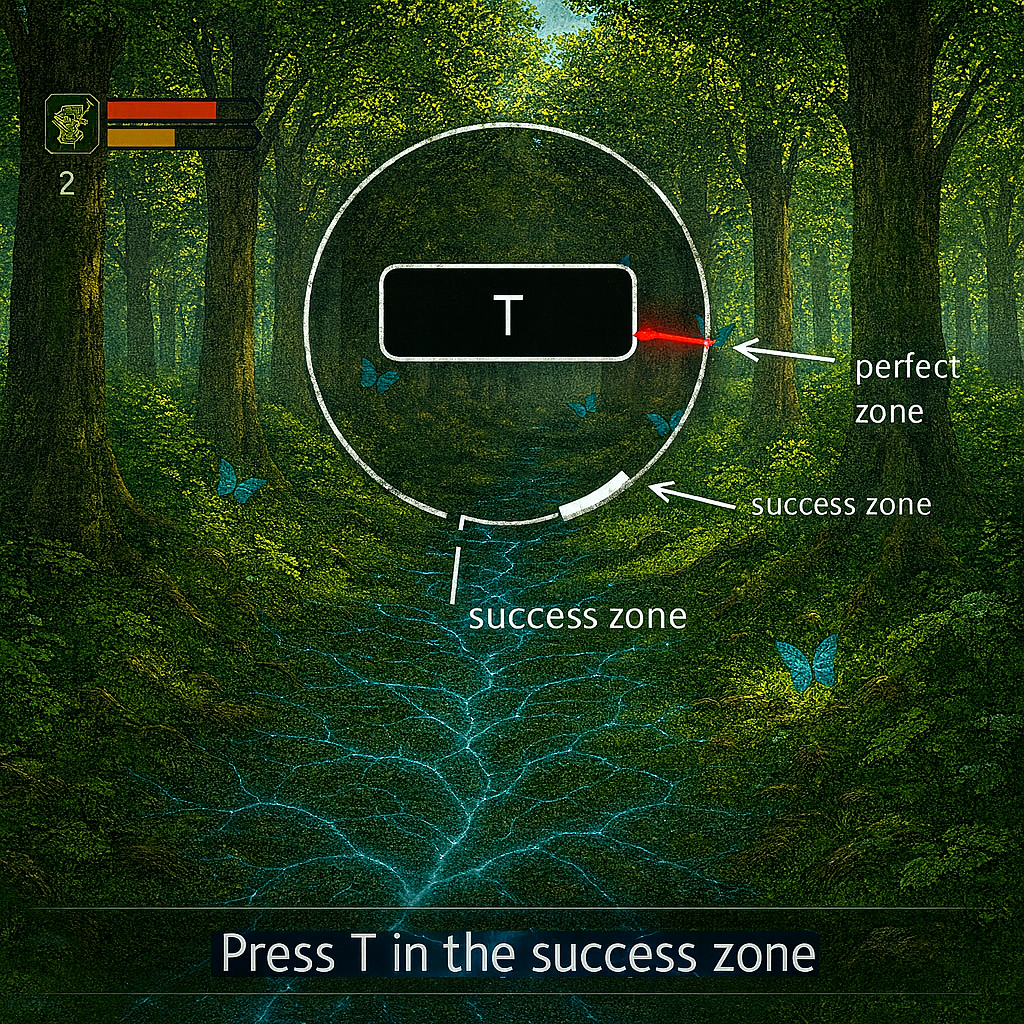 2
T
perfect
zone
success zone
success zone
Press T in the success zone